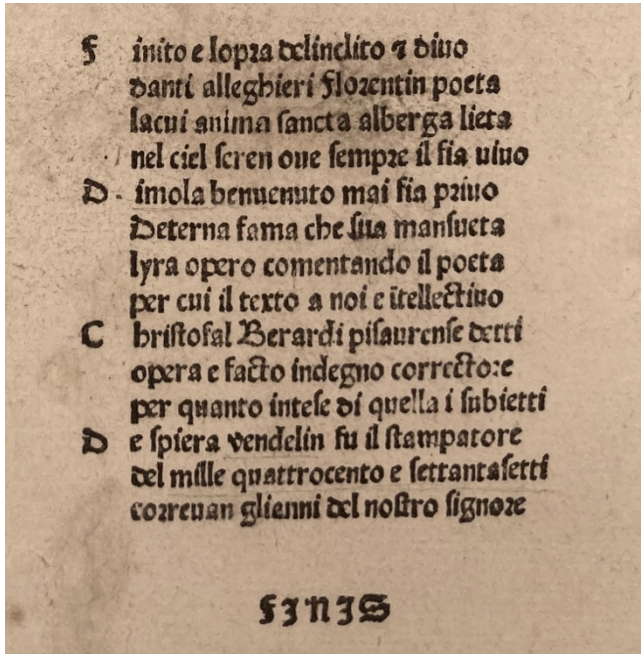 F inito e lopra delinclito ⁊ diuo
danti alleghieri Florentin poeta
lacui anima sancta alberga lieta
nel ciel seren oue sempre il fia uiuo
D imola benuenuto mai fia priuo
Deterna fama che sua mansueta
lyra opero comentando il poeta
per cui il texto a noi e ītellectiuo
C hristofal Berardi pisaurense detti
opera e facto indegno correctore
per quanto intese di quella i subietti
D e spiera vendelin fu il stampatore
del mille quattrocento e settantasetti
correuan glianni del nostro signore
FINIS